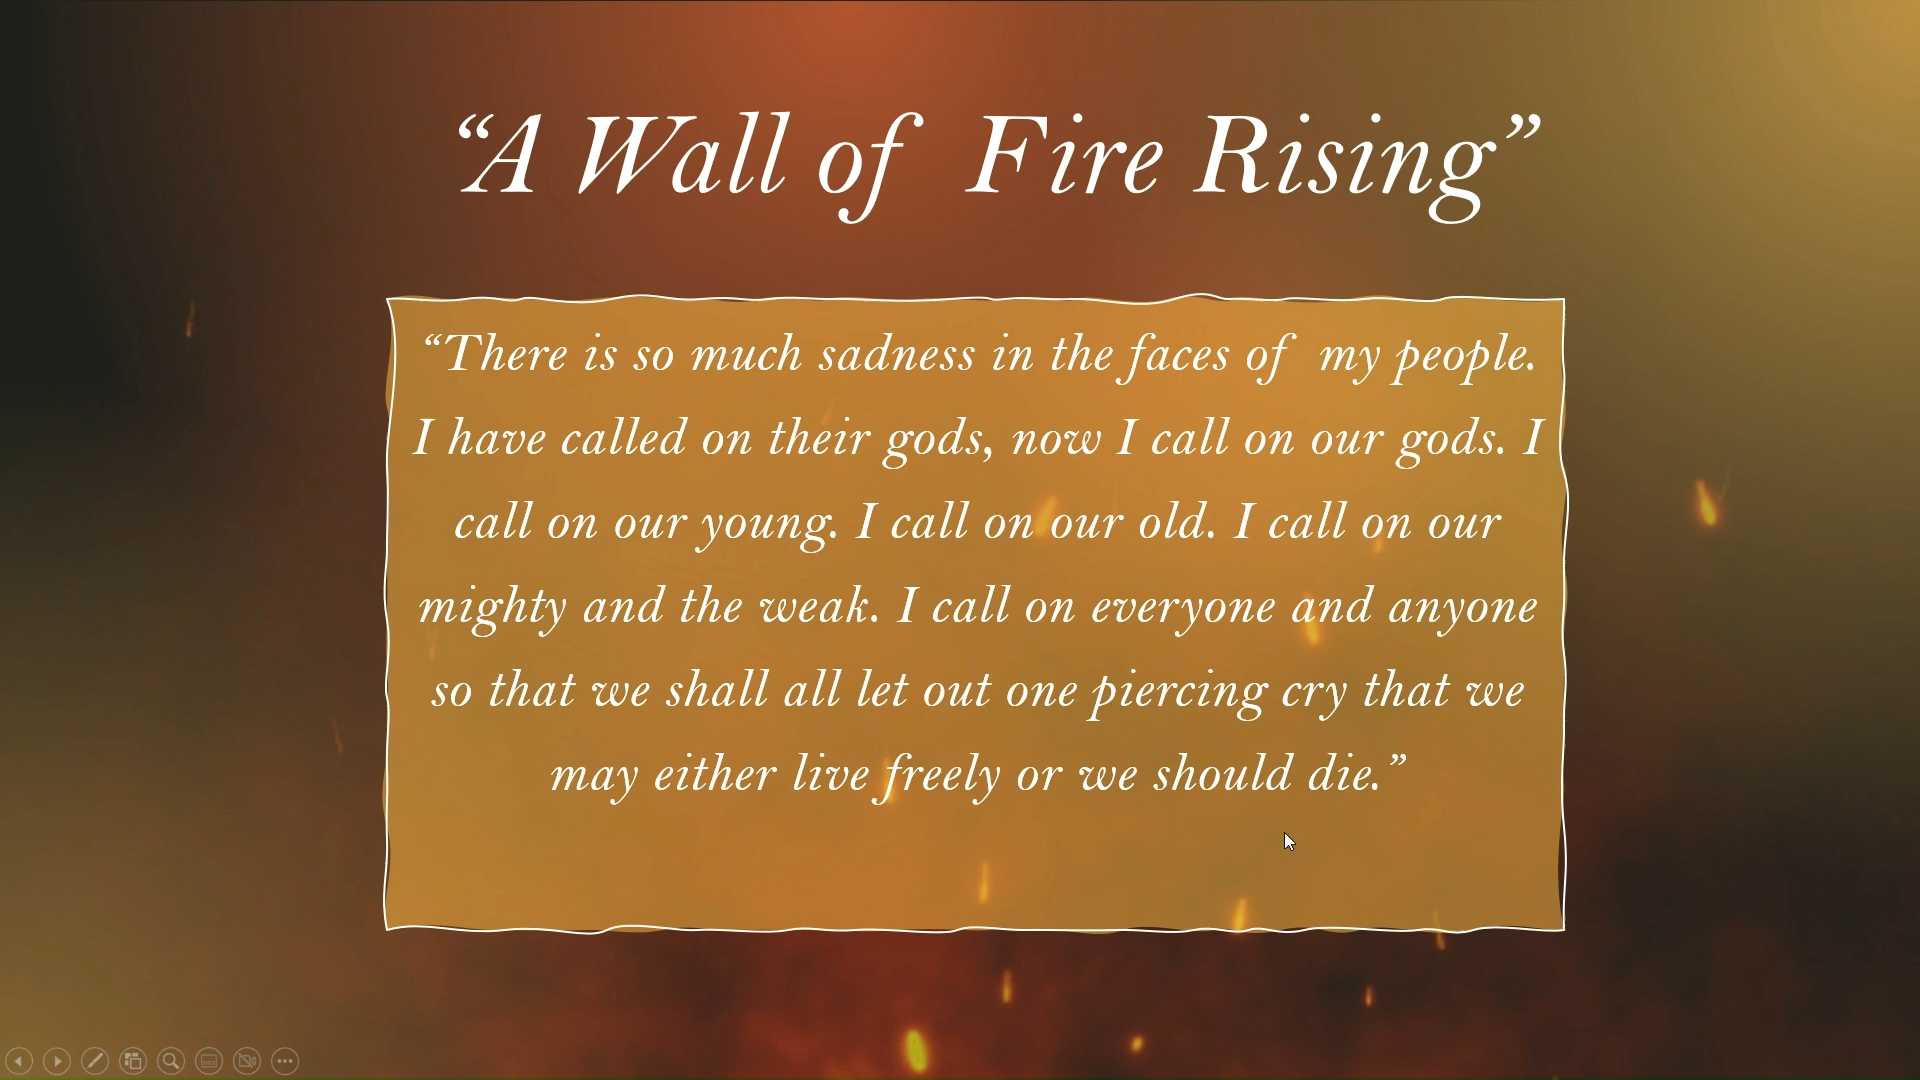 “A Wall of Fire Rising”
“There is so much sadness in the faces of my people.
I have called on their gods, now I call on our gods. I
call on our young. I call on our old. I call on our
mighty and the weak. I call on everyone and anyone
so that we shall all let out one piercing cry that we
may either live freely or we should die.”